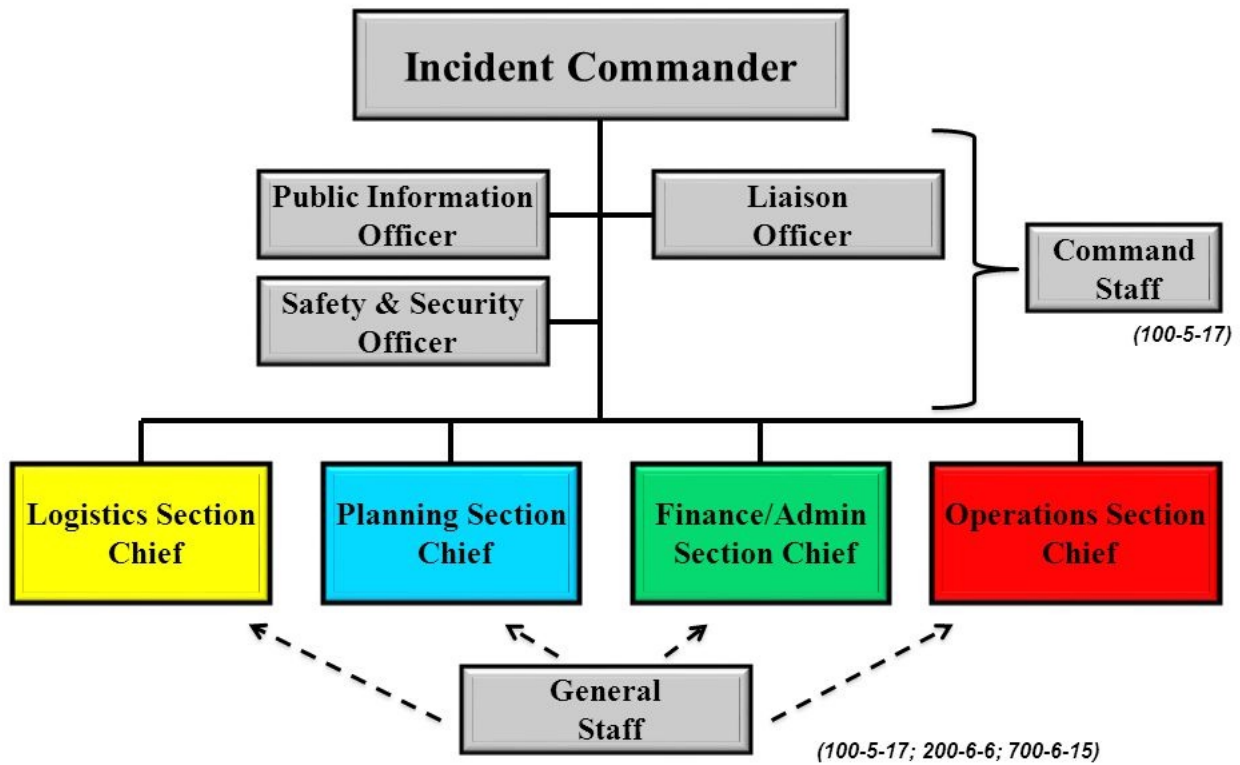 Incident Commander
Public Information
Officer
Liaison
Officer
Command
Staff
(100-5-17)
Safety & Security
Officer
Logistics Section
Chief
Planning Section
Chief
Finance/Admin
Section Chief
Operations Section
Chief
General
Staff
(100-5-17; 200-6-6; 700-6-15)